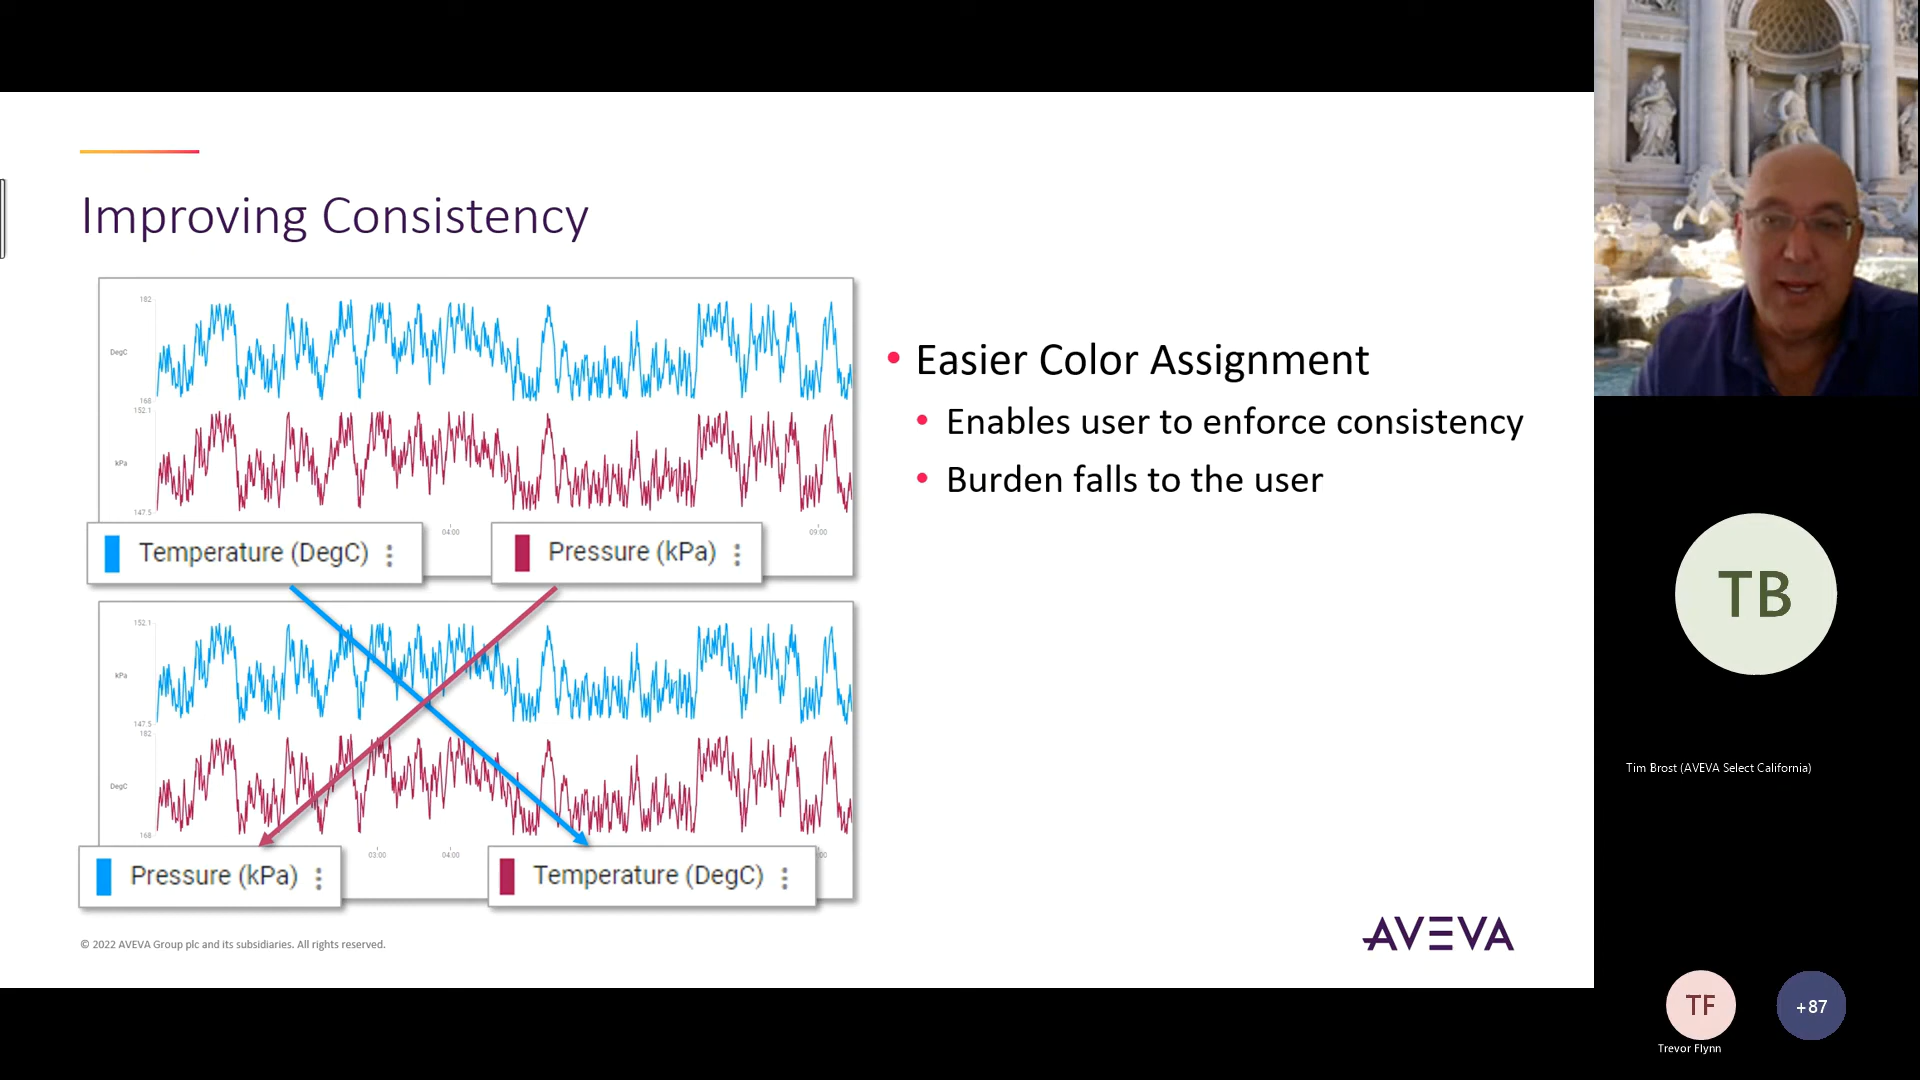 Improving Consistency
182
DegC
168
152.1
kPa
147.5
04:00
09:00
Temperature (DegC)
Pressure (kPa)
152.1
kPa
147.5
182
DegC
168
03:00
04:00
Pressure (kPa)
Temperature (DegC)
• Easier Color Assignment
• Enables user to enforce consistency
• Burden falls to the user
© 2022 AVEVA Group plc and its subsidiaries. All rights reserved.
AVEVA
TB
Tim Brost (AVEVA Select California)
TF
+87
Trevor Flynn